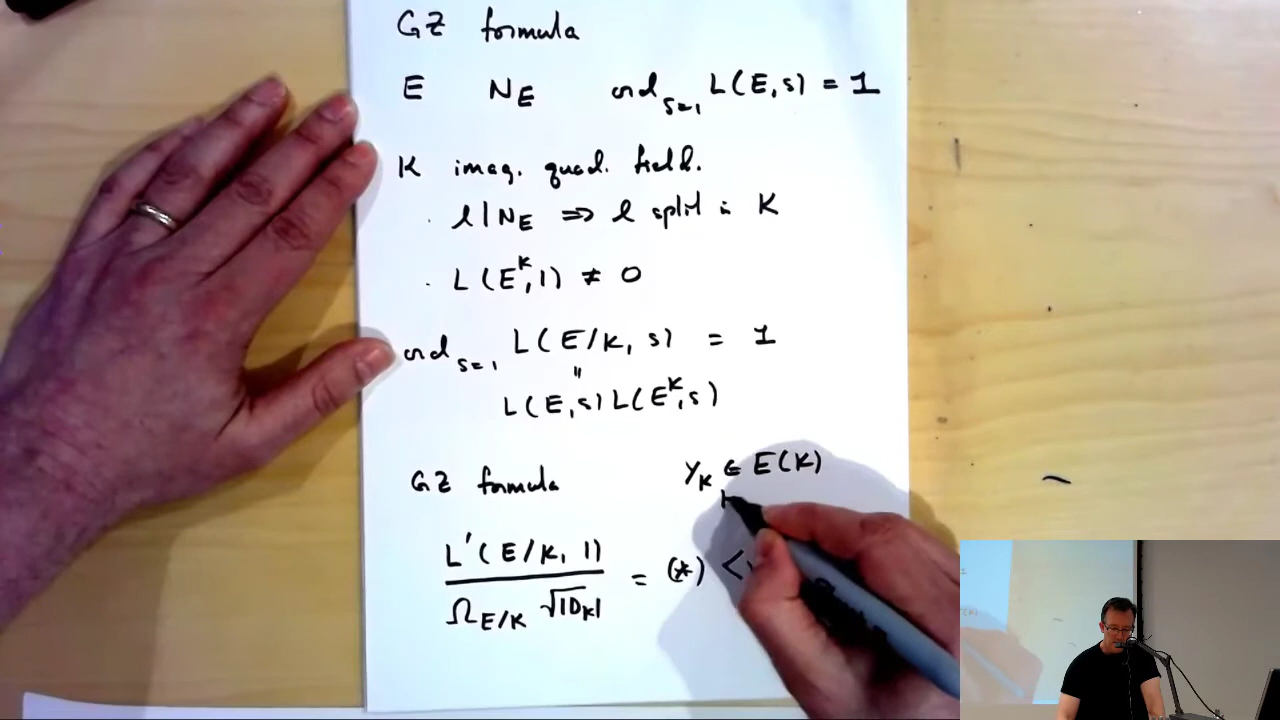 GZ formula
E N_E ord_{s=1} L(E,s) = 1
K imag. quad. field.
· l | N_E ⇒ l split in K
· L(E^K,1) ≠ 0
ord_{s=1} L(E/K, s) = 1
"
L(E,s) L(E^K,s)
GZ formula y_K ∈ E(K)
L'(E/K, 1) / Ω_{E/K} √|D_K| = (*) <